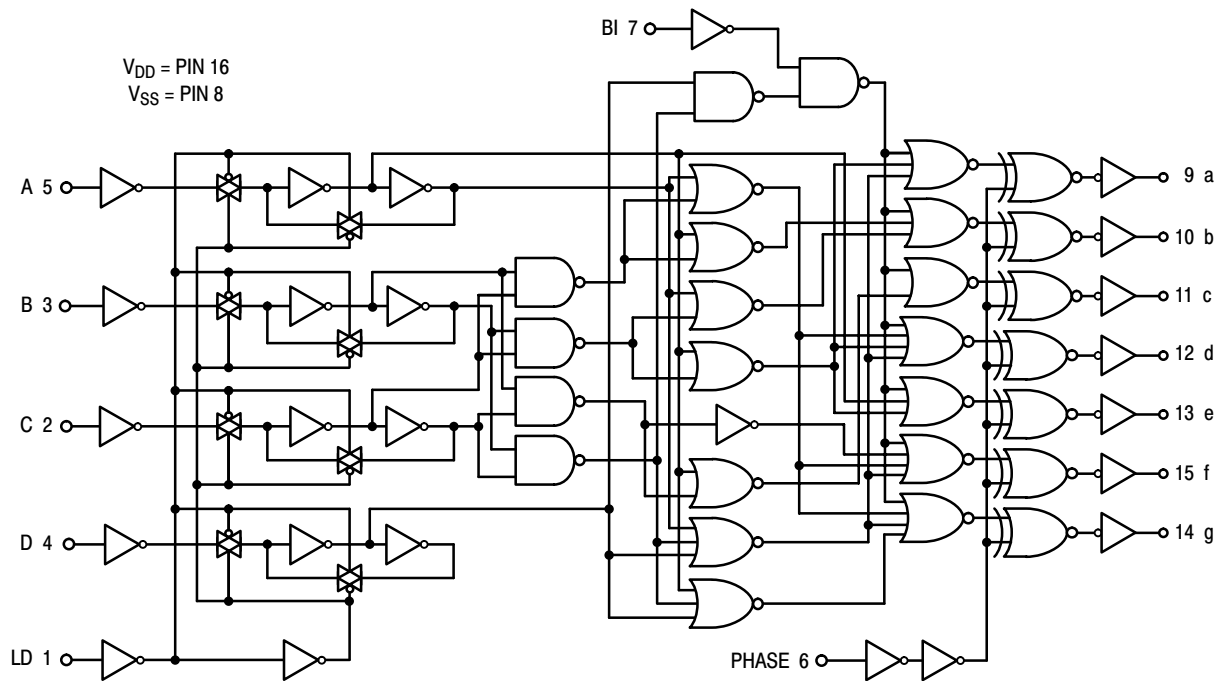 BI 7
V_DD = PIN 16
V_SS = PIN 8
A 5
9 a
10 b
B 3
11 c
12 d
C 2
13 e
15 f
D 4
14 g
LD 1
PHASE 6